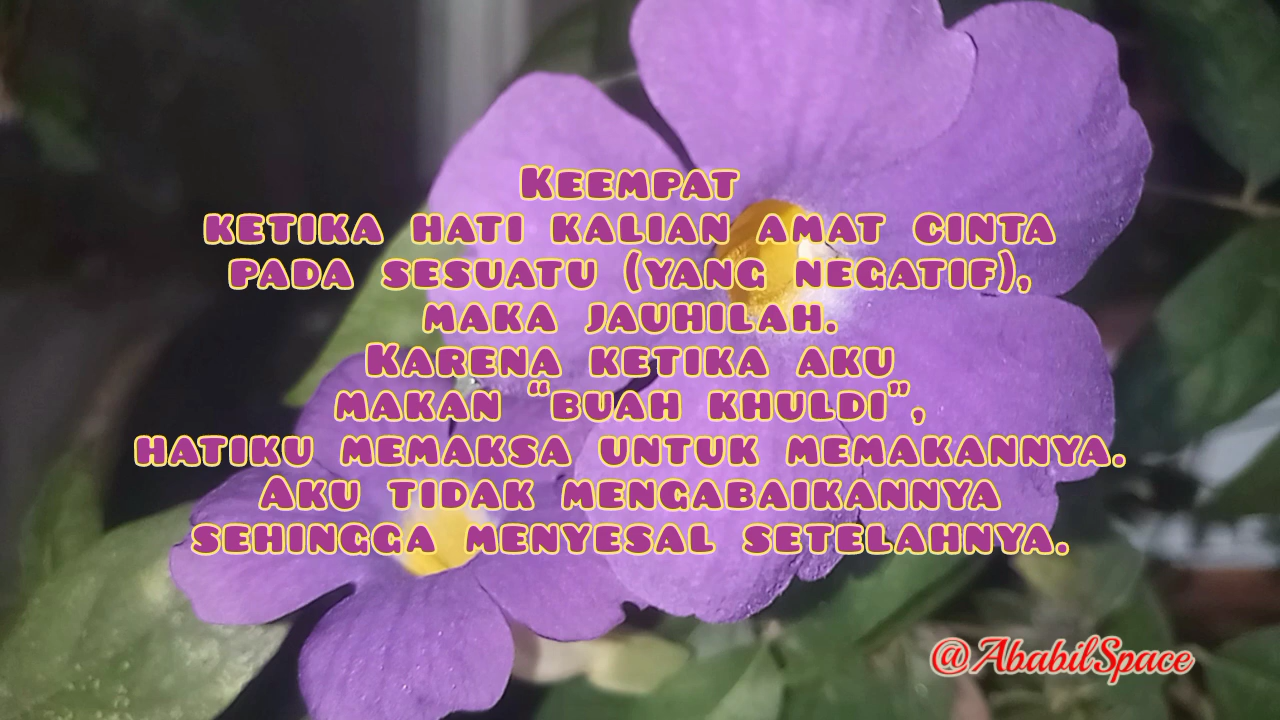 Keempat
ketika hati kalian amat cinta
pada sesuatu (yang negatif),
maka jauhilah.
Karena ketika aku
makan “buah khuldi”,
hatiku memaksa untuk memakannya.
Aku tidak mengabaikannya
sehingga menyesal setelahnya.
@AbabilSpace